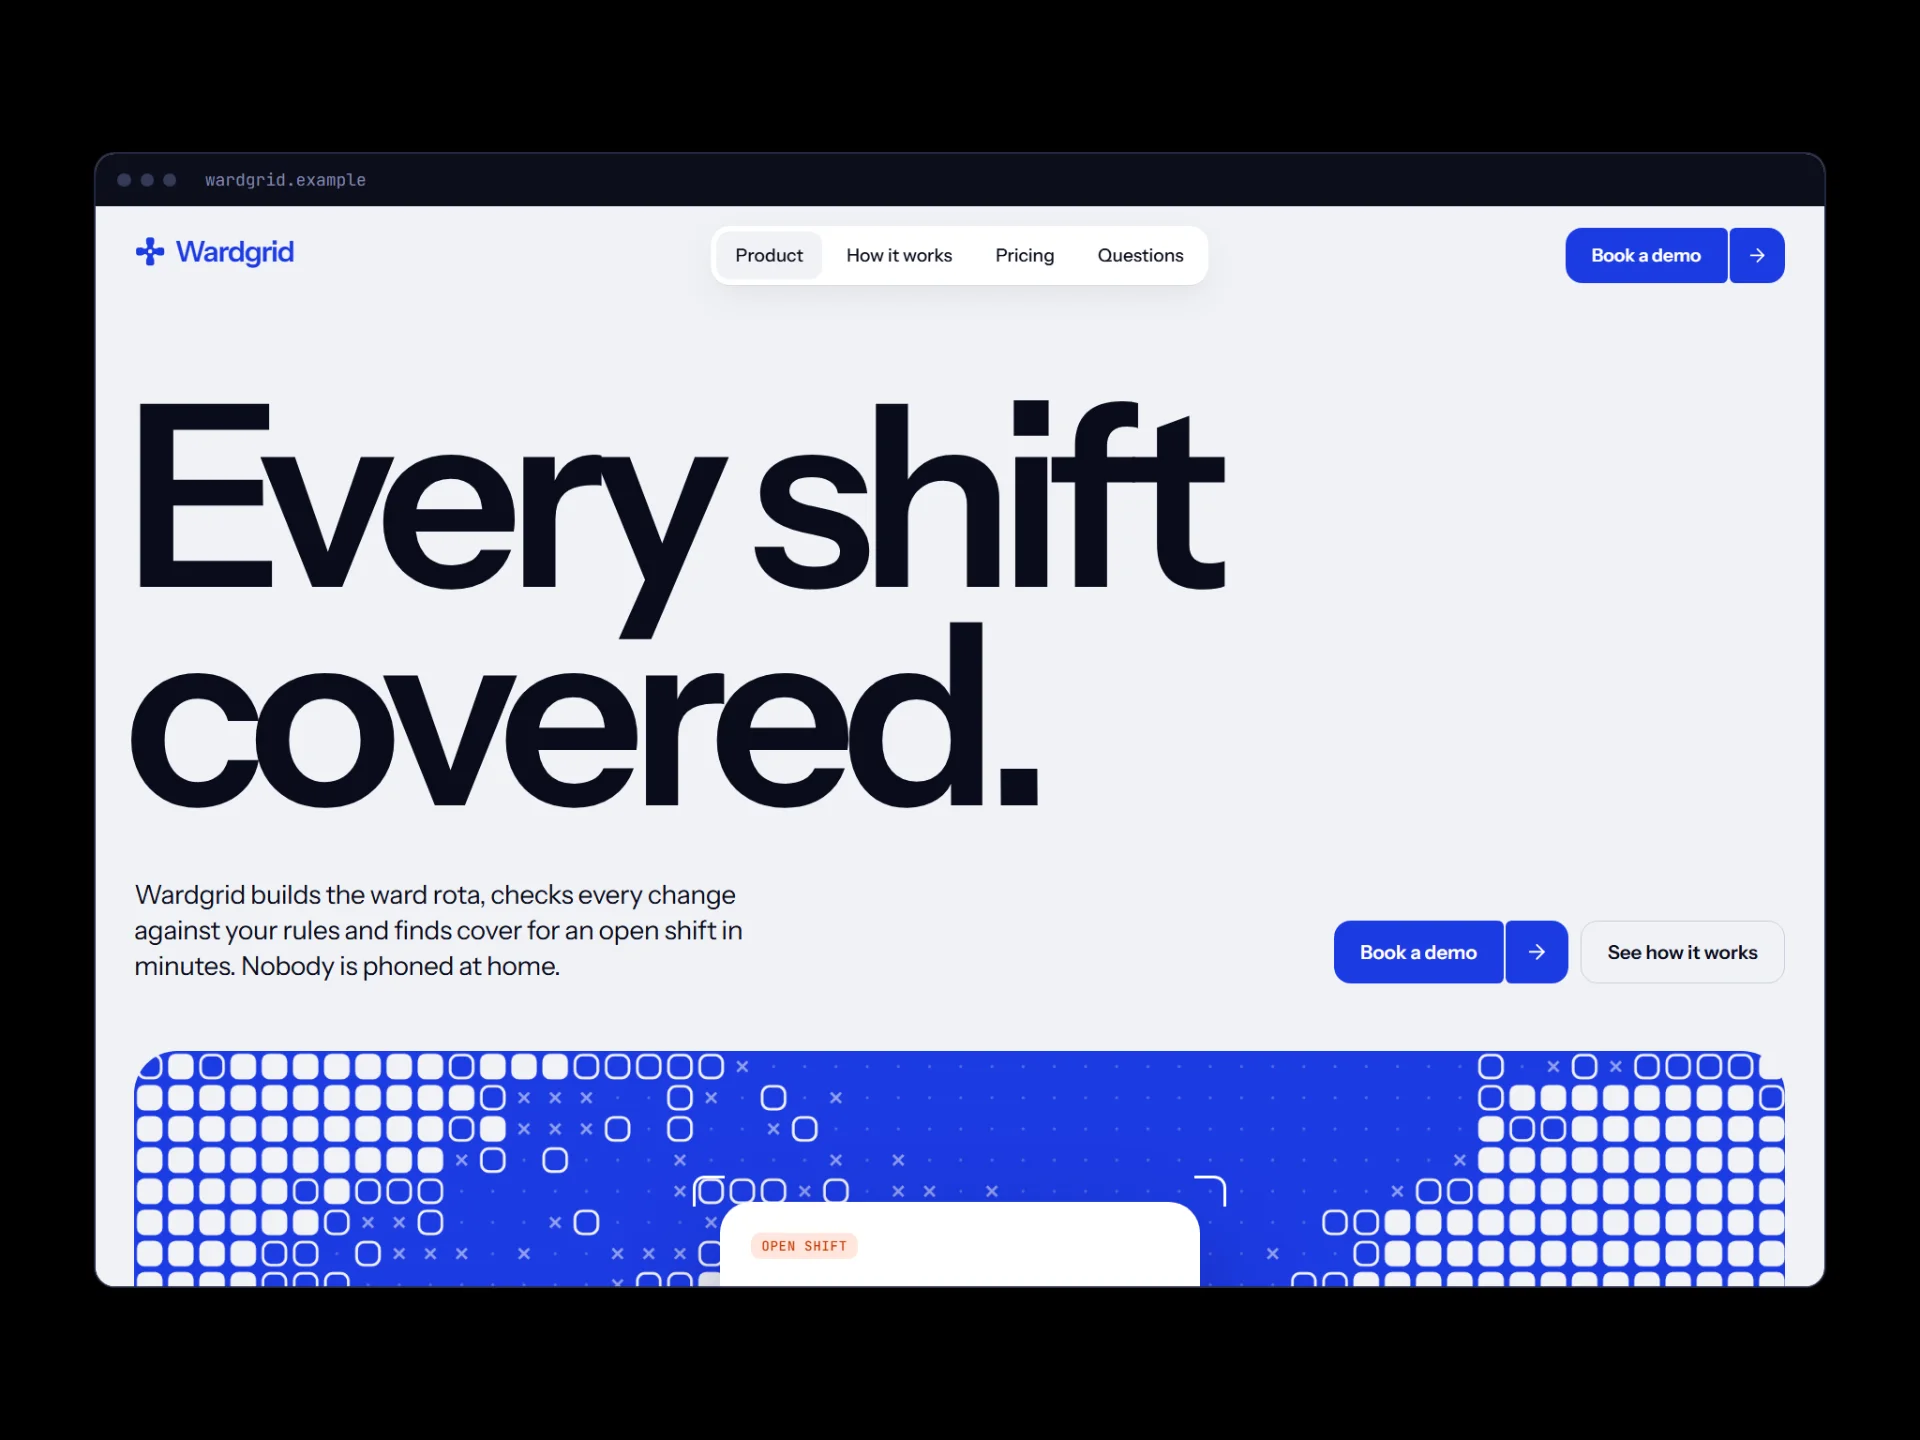 wardgrid.example
Wardgrid
Product
How it works
Pricing
Questions
Book a demo
Every shift
covered.
Wardgrid builds the ward rota, checks every change
against your rules and finds cover for an open shift in
minutes. Nobody is phoned at home.
Book a demo
See how it works
OPEN SHIFT